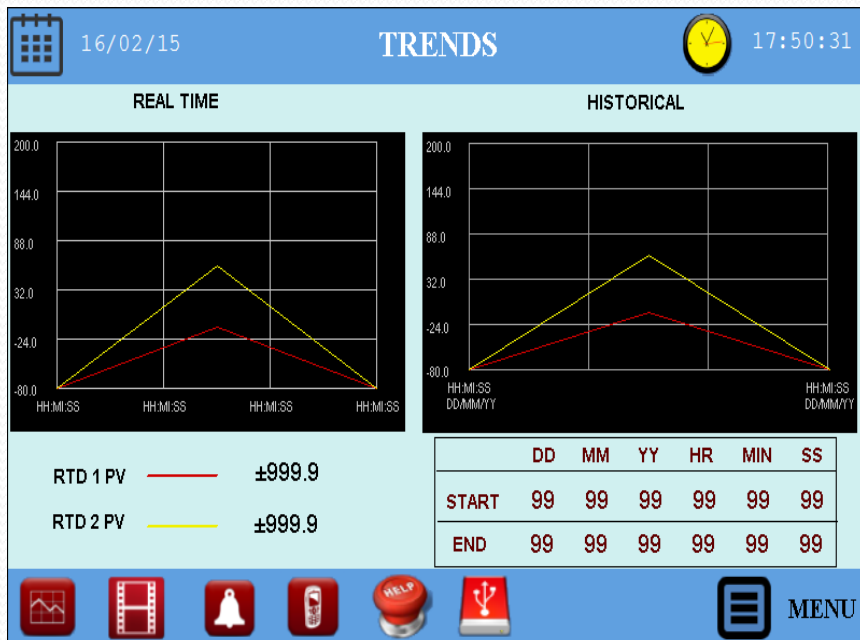 16/02/15 TRENDS 17:50:31
REAL TIME
HISTORICAL
200.0
144.0
88.0
32.0
-24.0
-80.0
HH:MI:SS HH:MI:SS HH:MI:SS HH:MI:SS
200.0
144.0
88.0
32.0
-24.0
-80.0
HH:MI:SS HH:MI:SS
DD/MM/YY DD/MM/YY
RTD 1 PV ±999.9
RTD 2 PV ±999.9
DD MM YY HR MIN SS
START 99 99 99 99 99 99
END 99 99 99 99 99 99
HELP
MENU